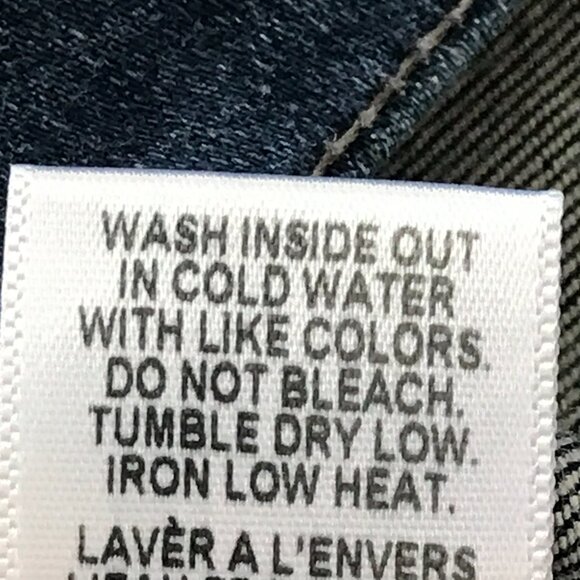 WASH INSIDE OUT
IN COLD WATER
WITH LIKE COLORS.
DO NOT BLEACH.
TUMBLE DRY LOW.
IRON LOW HEAT.
LAVÈR A L'ENVERS